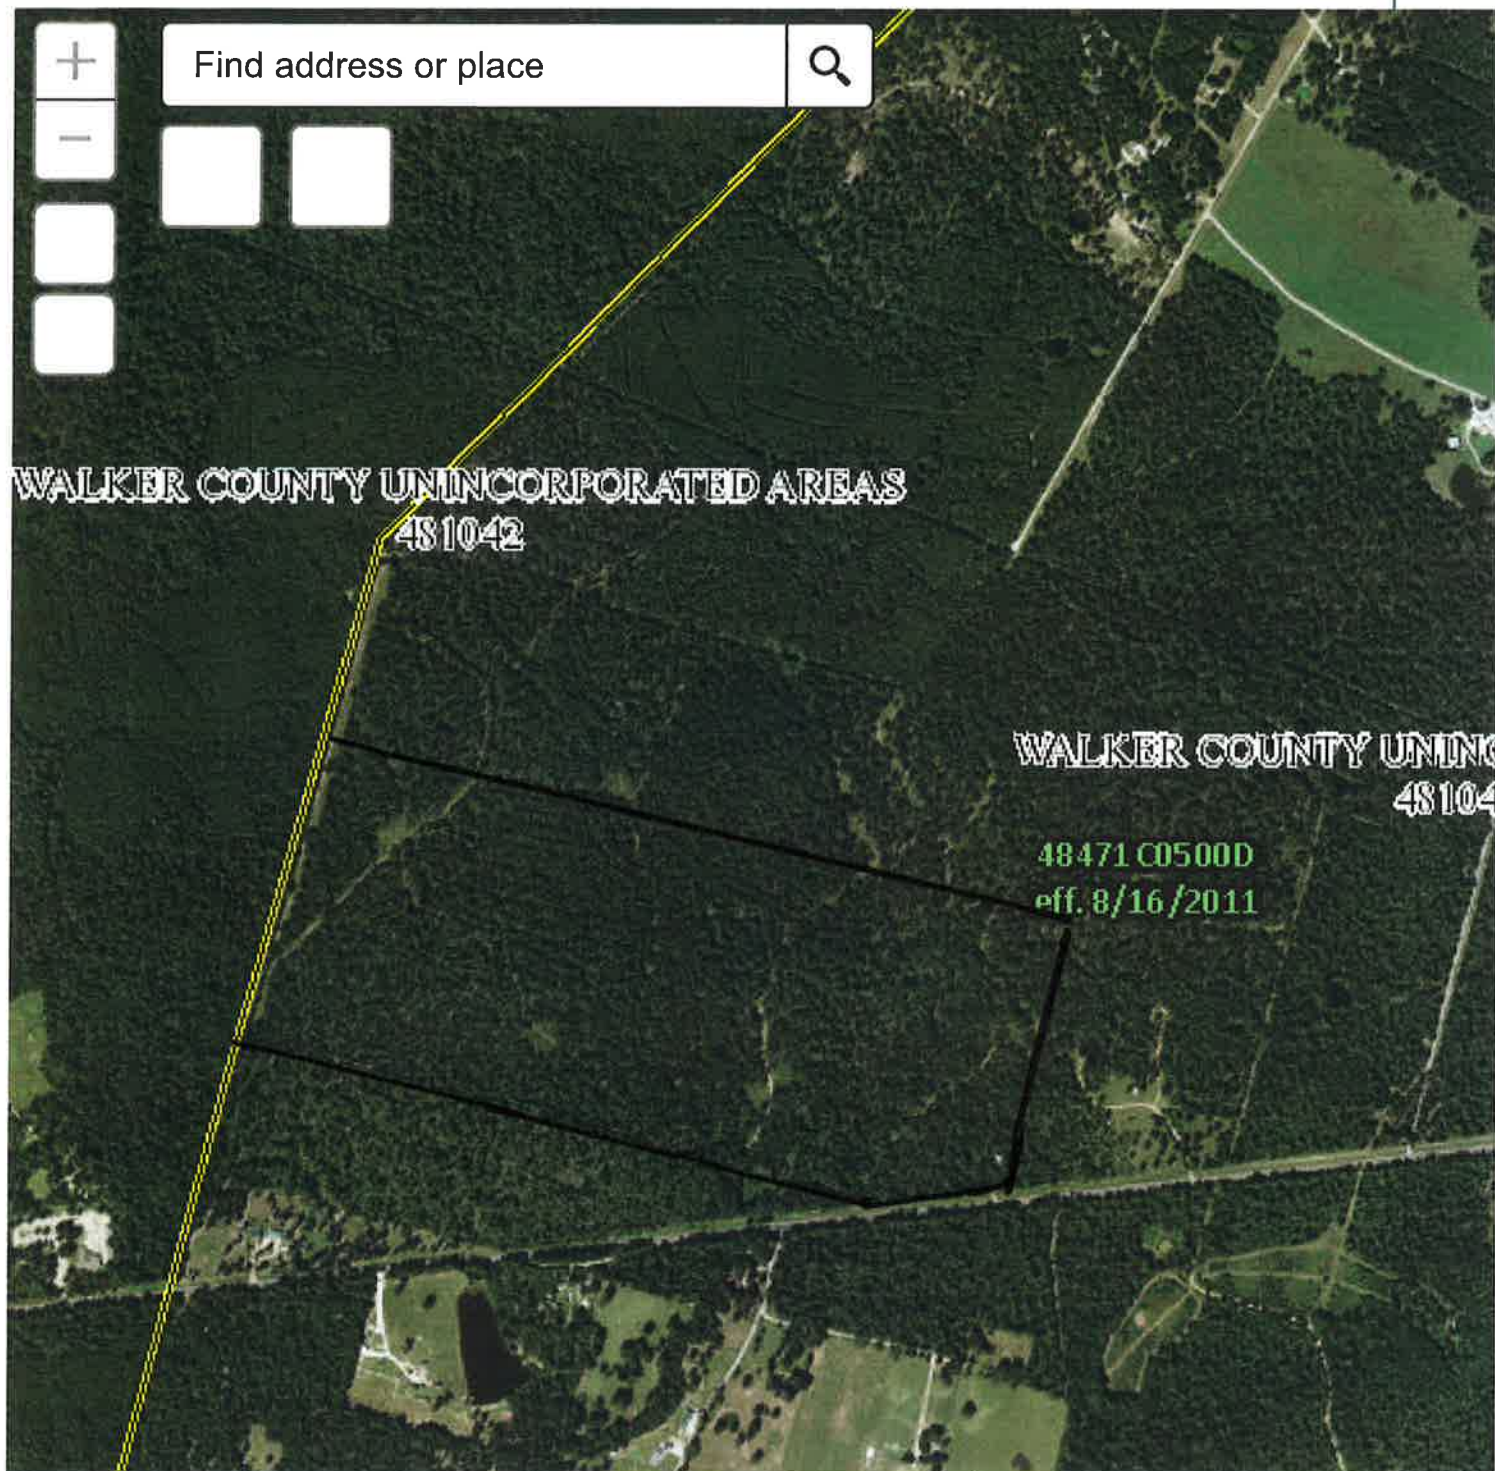 Find address or place
WALKER COUNTY UNINCORPORATED AREAS
481042
WALKER COUNTY UNINC
48104
48471C0500D
eff. 8/16/2011